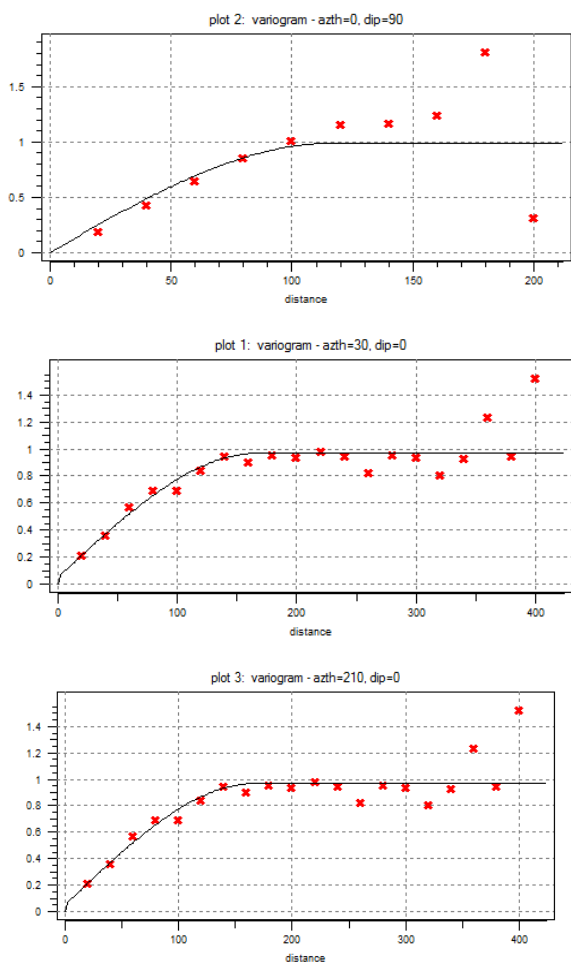 plot 2: variogram - azth=0, dip=90
1.5
1
0.5
0
0 50 100 150 200
distance
plot 1: variogram - azth=30, dip=0
1.4
1.2
1
0.8
0.6
0.4
0.2
0
0 100 200 300 400
distance
plot 3: variogram - azth=210, dip=0
1.4
1.2
1
0.8
0.6
0.4
0.2
0
0 100 200 300 400
distance